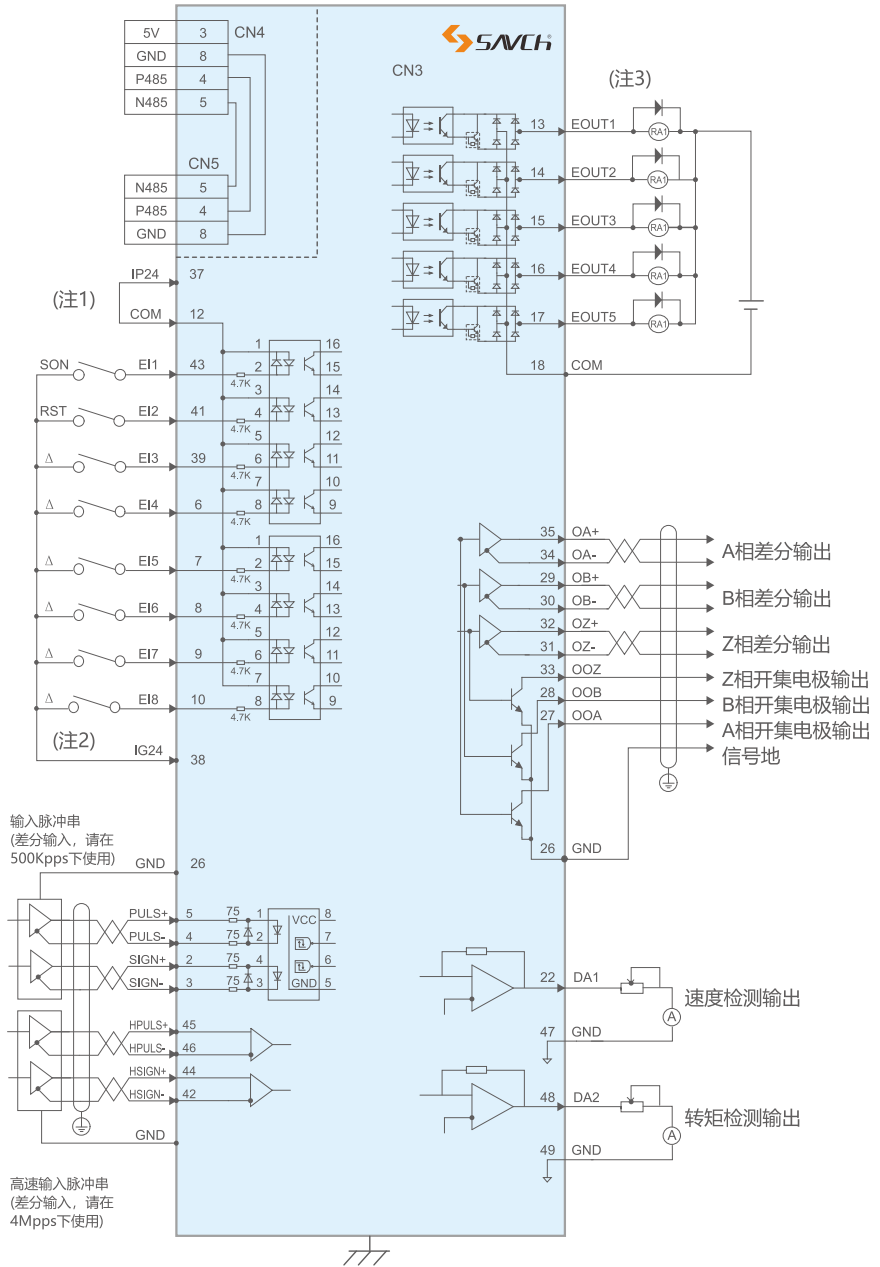 SAVCH®
5V 3 CN4
GND 8
P485 4
N485 5
CN5
N485 5
P485 4
GND 8
(注1)
IP24 37
COM 12
SON EI1 43 4.7K
RST EI2 41 4.7K
Δ EI3 39 4.7K
Δ EI4 6 4.7K
1 16
2 15
3 14
4 13
5 12
6 11
7 10
8 9
Δ EI5 7 4.7K
Δ EI6 8 4.7K
Δ EI7 9 4.7K
Δ EI8 10 4.7K
1 16
2 15
3 14
4 13
5 12
6 11
7 10
8 9
(注2)
IG24 38
输入脉冲串
(差分输入，请在
500Kpps下使用)
GND 26
PULS+ 5 75 1 VCC 8
PULS- 4 75 2 7
SIGN+ 2 75 4 6
SIGN- 3 75 3 GND 5
HPULS+ 45
HPULS- 46
HSIGN+ 44
HSIGN- 42
GND
高速输入脉冲串
(差分输入，请在
4Mpps下使用)
CN3
(注3)
13 EOUT1 RA1
14 EOUT2 RA1
15 EOUT3 RA1
16 EOUT4 RA1
17 EOUT5 RA1
18 COM
35 OA+
34 OA-
A相差分输出
29 OB+
30 OB-
B相差分输出
32 OZ+
31 OZ-
Z相差分输出
33 OOZ Z相开集电极输出
28 OOB B相开集电极输出
27 OOA A相开集电极输出
信号地
26 GND
22 DA1
A
速度检测输出
47 GND
48 DA2
A
转矩检测输出
49 GND